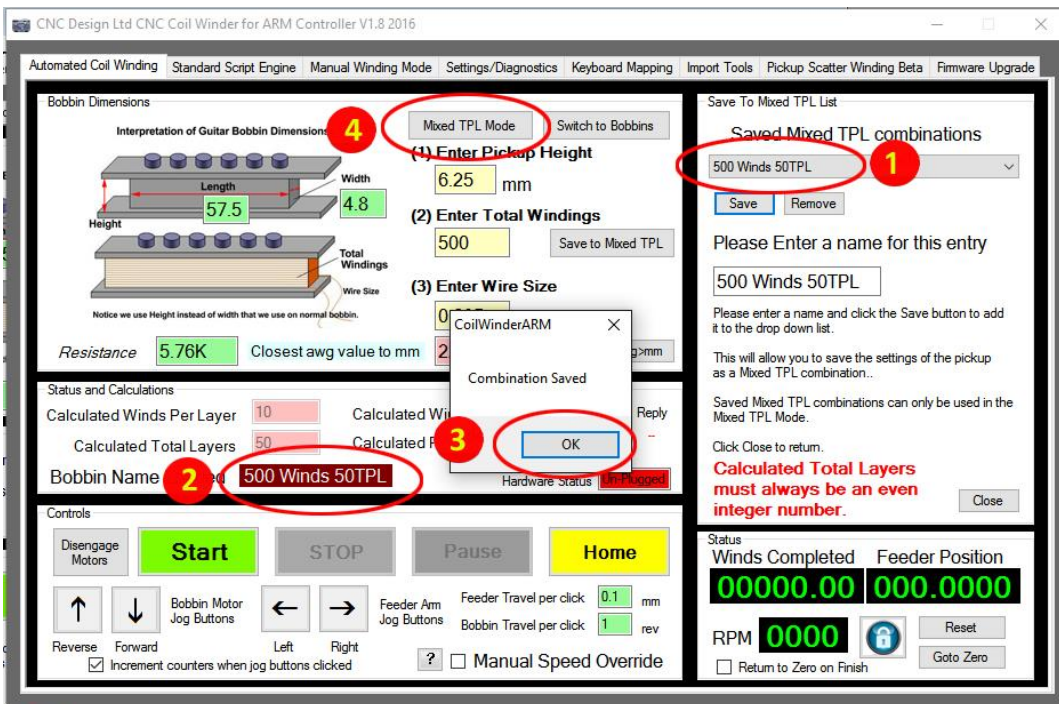 CNC Design Ltd CNC Coil Winder for ARM Controller V1.8 2016
Automated Coil Winding Standard Script Engine Manual Winding Mode Settings/Diagnostics Keyboard Mapping Import Tools Pickup Scatter Winding Beta Firmware Upgrade
Bobbin Dimensions
Interpretation of Guitar Bobbin Dimensions
4
Mixed TPL Mode
Switch to Bobbins
Length
57.5
Width
4.8
Height
Total
Windings
Wire Size
Notice we use Height instead of width that we use on normal bobbin.
(1) Enter Pickup Height
6.25 mm
(2) Enter Total Windings
500
Save to Mixed TPL
(3) Enter Wire Size
Resistance 5.76K Closest awg value to mm
g>mm
CoilWinderARM
Combination Saved
3
OK
Status and Calculations
Calculated Winds Per Layer 10
Calculated
Reply
Calculated Total Layers 50
Calculated
Bobbin Name
2
500 Winds 50TPL
Hardware Status Un-Plugged
Controls
Disengage
Motors
Start
STOP
Pause
Home
Bobbin Motor
Jog Buttons
Feeder Arm
Jog Buttons
Feeder Travel per click 0.1 mm
Bobbin Travel per click 1 rev
Reverse Forward Left Right
Increment counters when jog buttons clicked
? Manual Speed Override
Save To Mixed TPL List
Saved Mixed TPL combinations
500 Winds 50TPL
1
Save Remove
Please Enter a name for this entry
500 Winds 50TPL
Please enter a name and click the Save button to add
it to the drop down list.
This will allow you to save the settings of the pickup
as a Mixed TPL combination..
Saved Mixed TPL combinations can only be used in the
Mixed TPL Mode.
Click Close to return.
Calculated Total Layers
must always be an even
integer number.
Close
Status
Winds Completed Feeder Position
00000.00 000.0000
RPM 0000
Reset
Return to Zero on Finish
Goto Zero